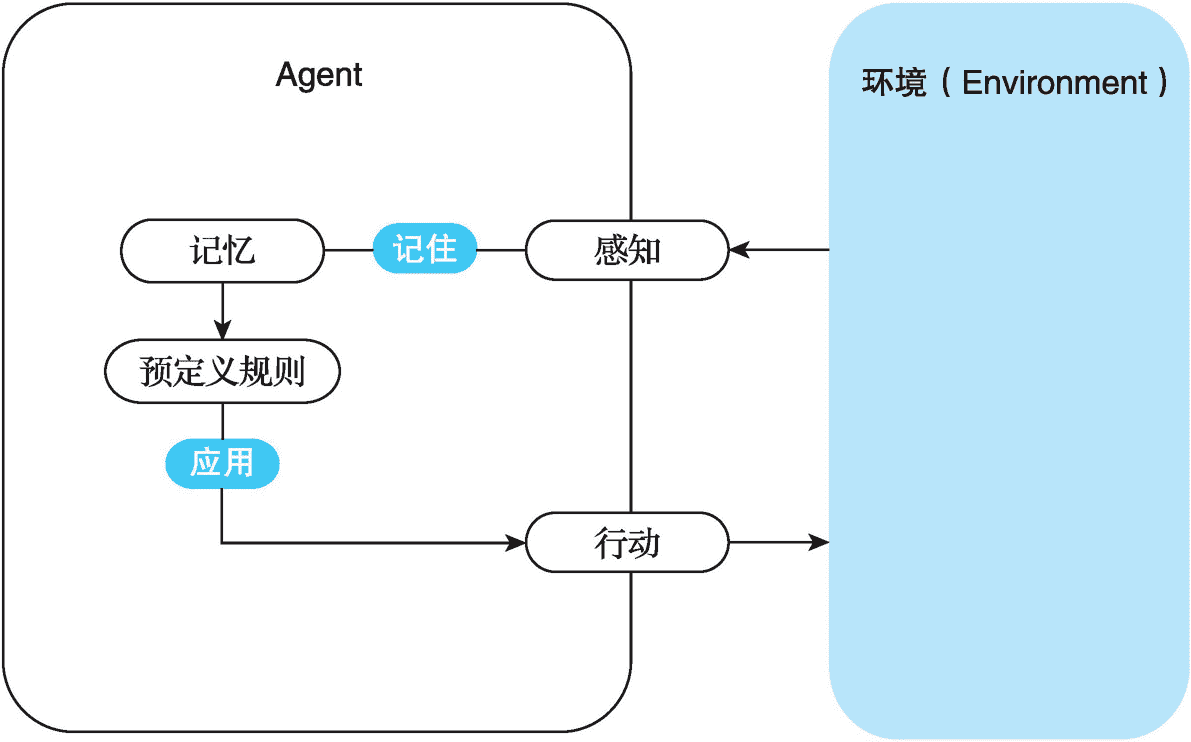 Agent
环境（Environment）
记忆
记住
感知
预定义规则
应用
行动